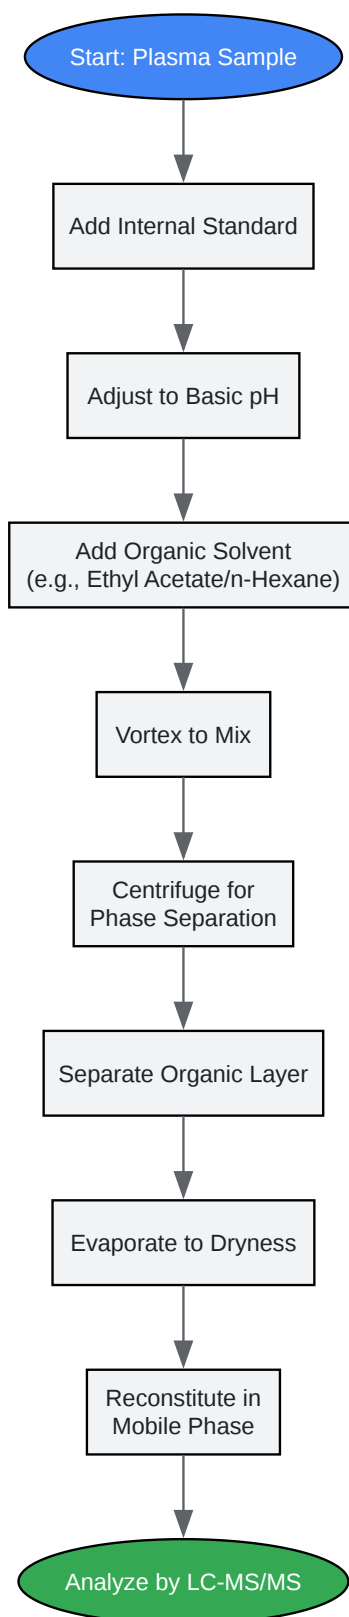 Start: Plasma Sample
Add Internal Standard
Adjust to Basic pH
Add Organic Solvent
(e.g., Ethyl Acetate/n-Hexane)
Vortex to Mix
Centrifuge for
Phase Separation
Separate Organic Layer
Evaporate to Dryness
Reconstitute in
Mobile Phase
Analyze by LC-MS/MS